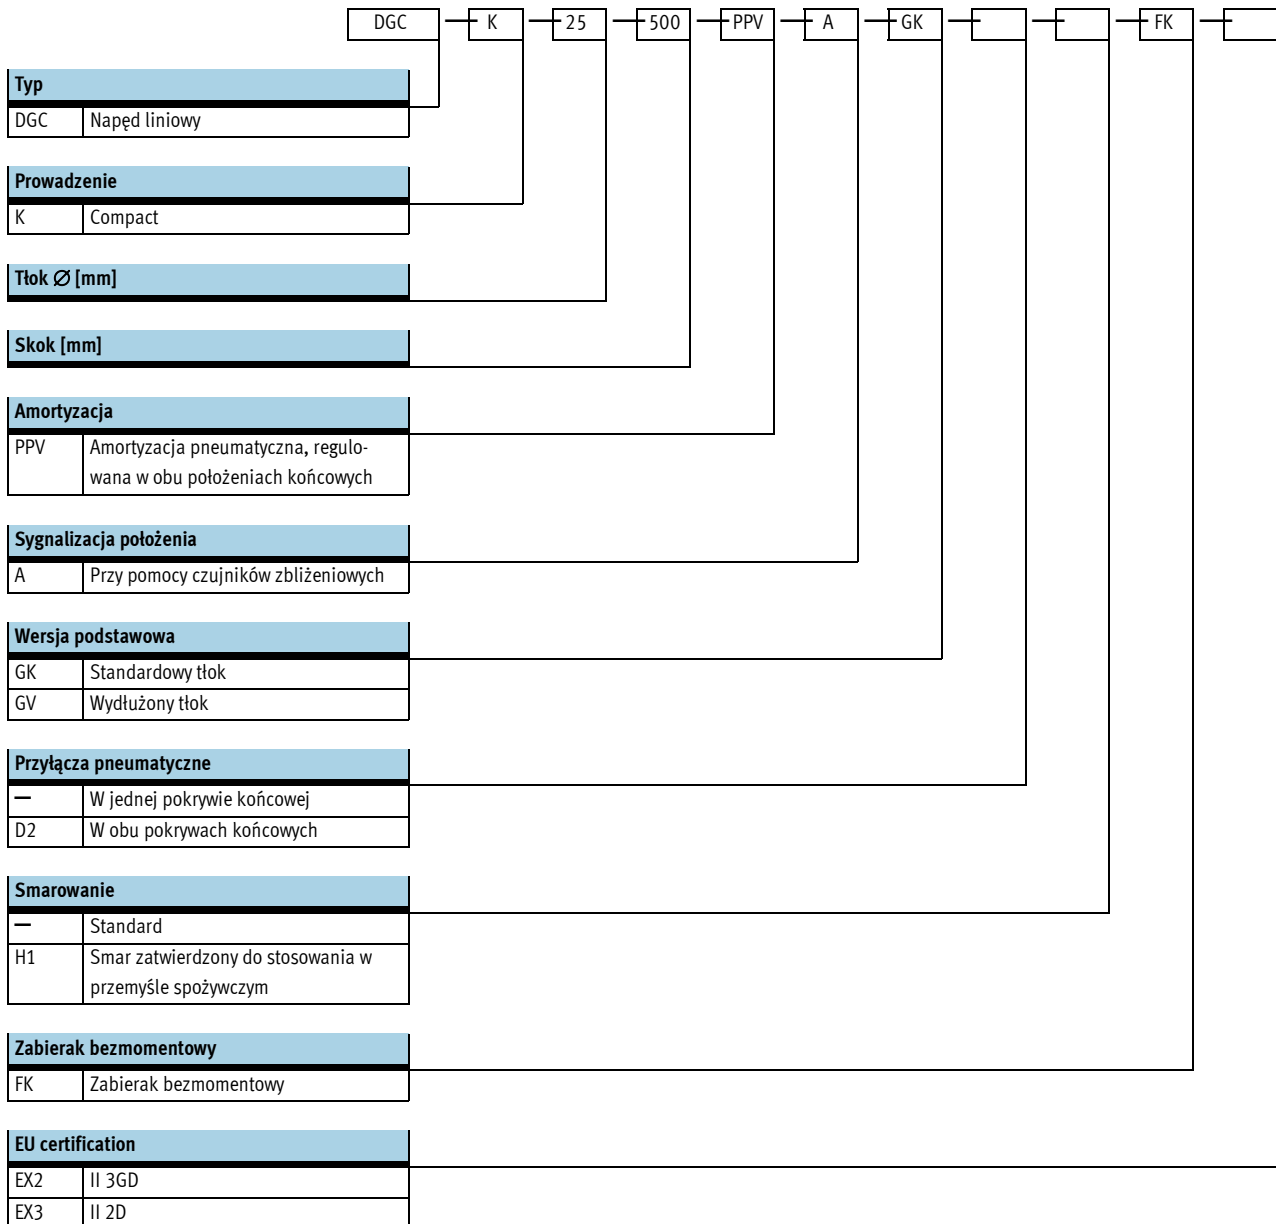 DGC — K — 25 — 500 — PPV — A — GK — — — FK —
Typ
DGC Napęd liniowy
Prowadzenie
K Compact
Tłok Ø [mm]
Skok [mm]
Amortyzacja
PPV Amortyzacja pneumatyczna, regulo-
wana w obu położeniach końcowych
Sygnalizacja położenia
A Przy pomocy czujników zbliżeniowych
Wersja podstawowa
GK Standardowy tłok
GV Wydłużony tłok
Przyłącza pneumatyczne
— W jednej pokrywie końcowej
D2 W obu pokrywach końcowych
Smarowanie
— Standard
H1 Smar zatwierdzony do stosowania w
przemyśle spożywczym
Zabierak bezmomentowy
FK Zabierak bezmomentowy
EU certification
EX2 II 3GD
EX3 II 2D